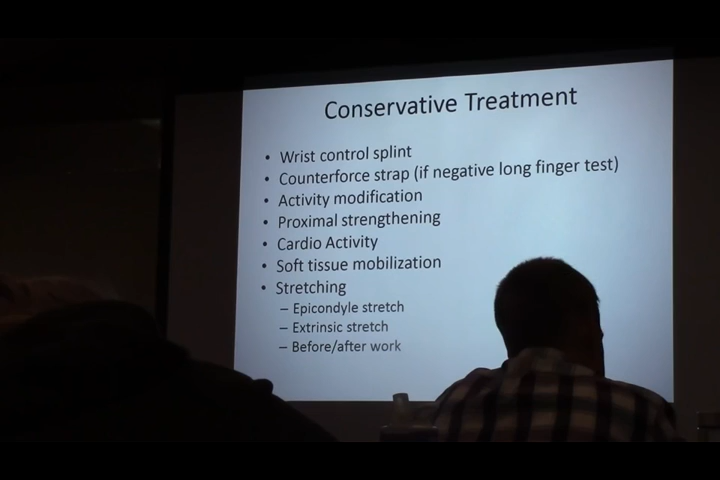 Conservative Treatment
• Wrist control splint
• Counterforce strap (if negative long finger test)
• Activity modification
• Proximal strengthening
• Cardio Activity
• Soft tissue mobilization
• Stretching
– Epicondyle stretch
– Extrinsic stretch
– Before/after work